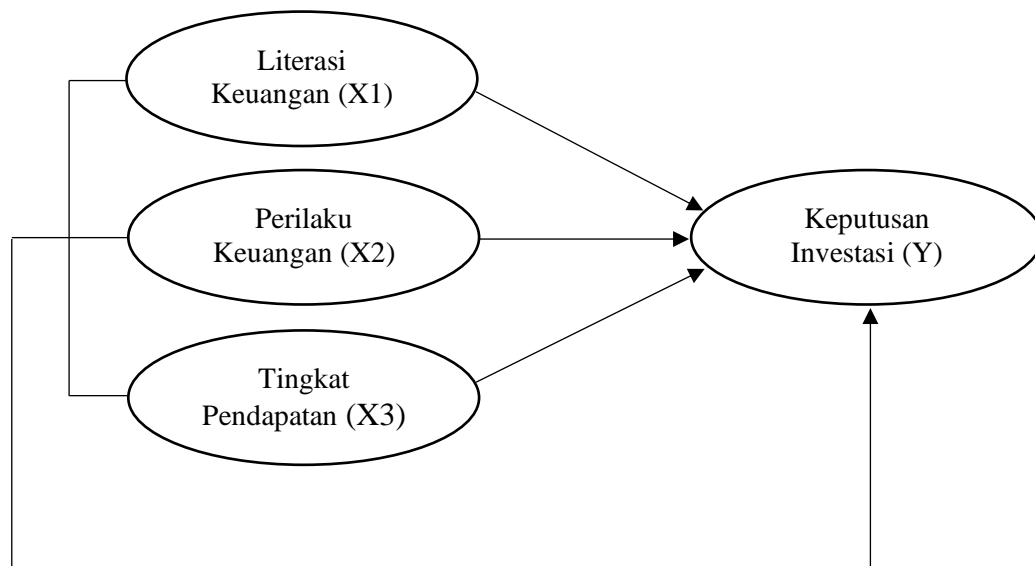 Literasi
Keuangan (X1)
Perilaku
Keuangan (X2)
Keputusan
Investasi (Y)
Tingkat
Pendapatan (X3)